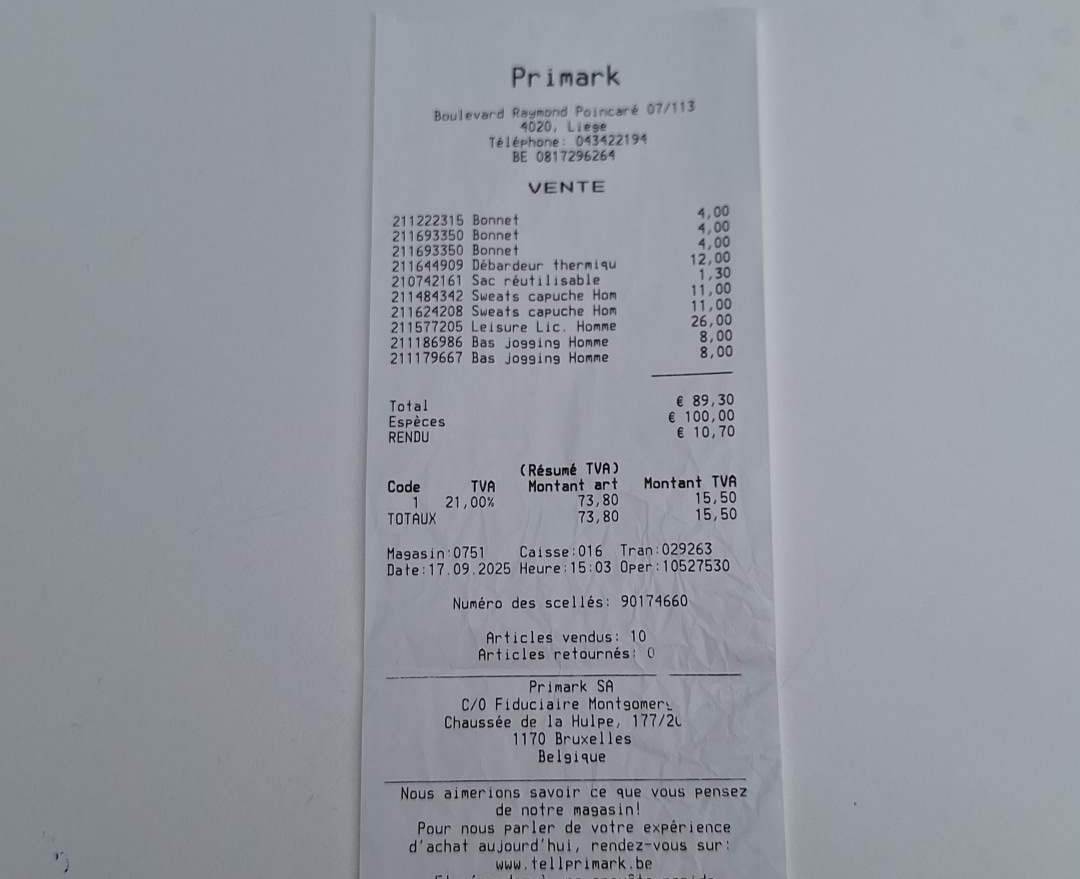 Primark
Boulevard Raymond Poincaré 07/113
4020, Liege
Téléphone: 043422194
BE 0817296264
VENTE
211222315 Bonnet 4,00
211693350 Bonnet 4,00
211693350 Bonnet 4,00
211644909 Débardeur thermiqu 12,00
210742161 Sac réutilisable 1,30
211484342 Sweats capuche Hom 11,00
211624208 Sweats capuche Hom 11,00
211577205 Leisure Lic. Homme 26,00
211186986 Bas jogging Homme 8,00
211179667 Bas jogging Homme 8,00
Total € 89,30
Espèces € 100,00
RENDU € 10,70
(Résumé TVA)
Code TVA Montant art Montant TVA
1 21,00% 73,80 15,50
TOTAUX 73,80 15,50
Magasin:0751 Caisse:016 Tran:029263
Date:17.09.2025 Heure:15:03 Oper:10527530
Numéro des scellés: 90174660
Articles vendus: 10
Articles retournés: 0
Primark SA
C/O Fiduciaire Montgomery
Chaussée de la Hulpe,
1170 Bruxelles
Belgique
Nous aimerions savoir ce que vous pensez
de notre magasin!
Pour nous parler de votre expérience
d'achat aujourd'hui, rendez-vous sur:
www.tellprimark.be